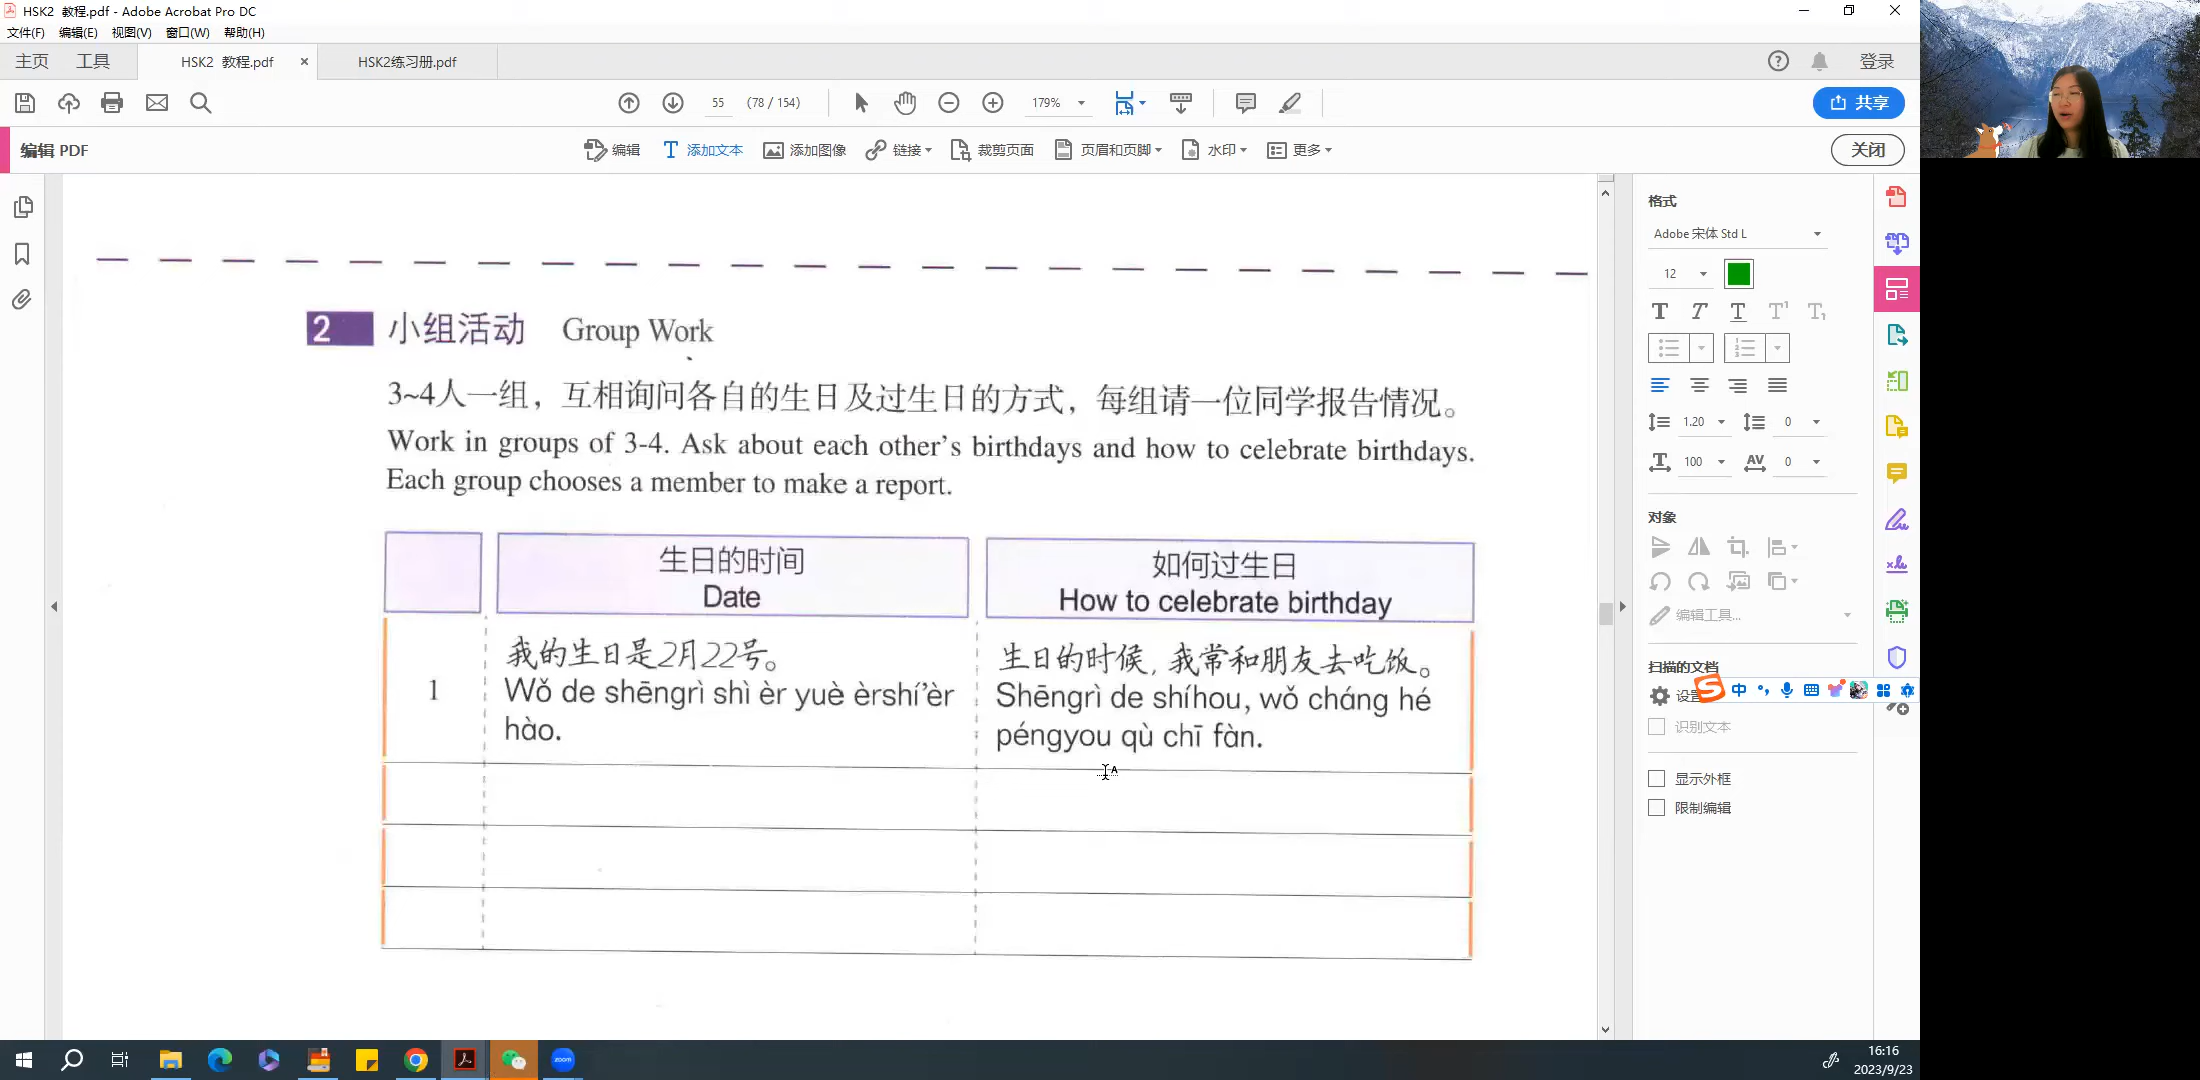 HSK2 教程.pdf - Adobe Acrobat Pro DC
文件(F) 编辑(E) 视图(V) 窗口(W) 帮助(H)
主页 工具 HSK2 教程.pdf × HSK2练习册.pdf 登录
55 (78 / 154) 179% 共享
编辑 PDF 编辑 添加文本 添加图像 链接 裁剪页面 页眉和页脚 水印 更多 关闭
2 小组活动 Group Work
3~4人一组，互相询问各自的生日及过生日的方式，每组请一位同学报告情况。
Work in groups of 3-4. Ask about each other's birthdays and how to celebrate birthdays.
Each group chooses a member to make a report.
生日的时间
Date
如何过生日
How to celebrate birthday
1
我的生日是2月22号。
Wǒ de shēngrì shì èr yuè èrshí'èr
hào.
生日的时候，我常和朋友去吃饭。
Shēngrì de shíhou, wǒ cháng hé
péngyou qù chī fàn.
格式
Adobe 宋体 Std L
12
1.20 0
100 0
对象
编辑工具...
扫描的文档
设置
中
识别文本
显示外框
限制编辑
zoom
16:16
2023/9/23